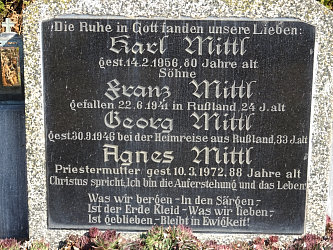 Die Ruhe in Gott fanden unsere Lieben:
Karl Mittl
gest. 14.2.1956, 80 Jahre alt
Söhne
Franz Mittl
gefallen 22.6.1941 in Rußland, 24 J. alt
Georg Mittl
gest. 30.9.1946 bei der Heimreise aus Rußland, 33 J. alt
Agnes Mittl
Priestermutter gest. 10.3.1972, 88 Jahre alt
Christus spricht: Ich bin die Auferstehung und das Leben
Was wir bergen - In den Särgen,-
Ist der Erde Kleid - Was wir lieben,-
Ist geblieben,- Bleibt in Ewigkeit!